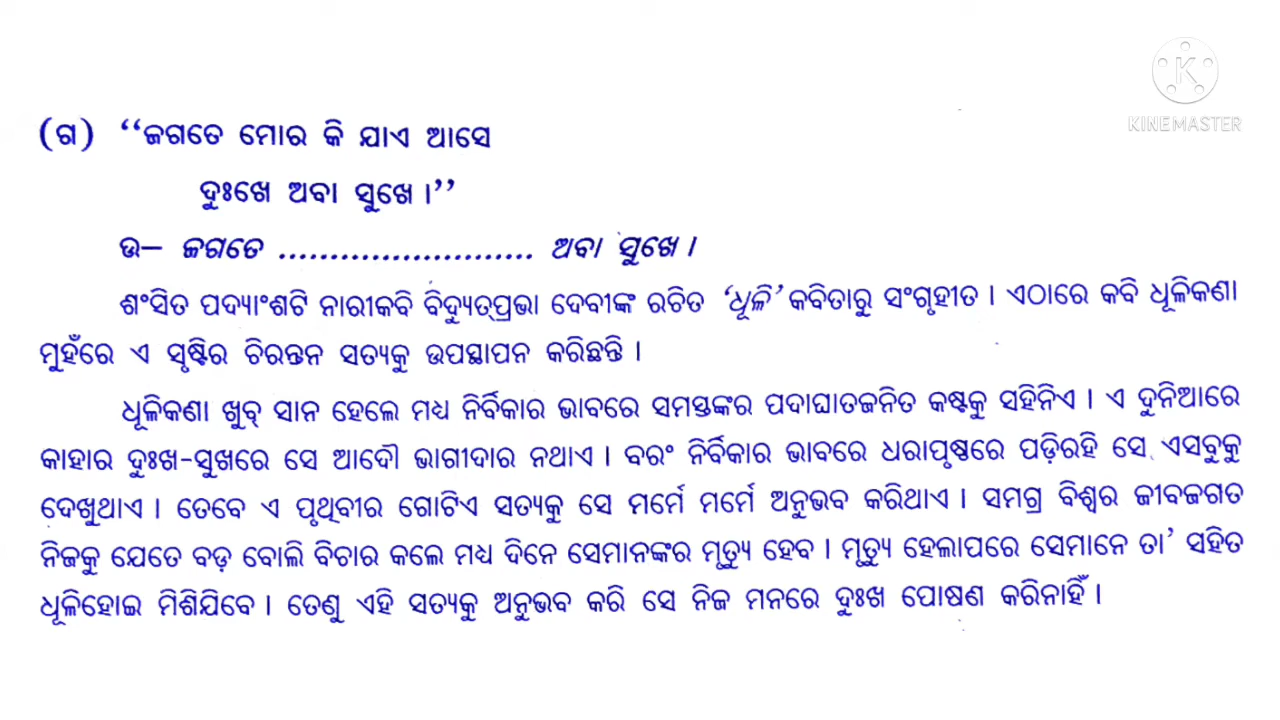 KINEMASTER
(ଗ) ‘‘ଜଗତେ ମୋର କି ଯାଏ ଆସେ
ଦୁଃଖେ ଅବା ସୁଖେ ।’’
ଉ– ଜଗତେ ......................... ଅବା ସୁଖେ ।
ଶଂସିତ ପଦ୍ୟାଂଶଟି ନାରୀକବି ବିଦ୍ୟୁତ୍‌ପ୍ରଭା ଦେବୀଙ୍କ ରଚିତ ‘ଧୂଳି’ କବିତାରୁ ସଂଗୃହୀତ । ଏଠାରେ କବି ଧୂଳିକଣା
ମୁହଁରେ ଏ ସୃଷ୍ଟିର ଚିରନ୍ତନ ସତ୍ୟକୁ ଉପସ୍ଥାପନ କରିଛନ୍ତି ।
ଧୂଳିକଣା ଖୁବ୍ ସାନ ହେଲେ ମଧ୍ୟ ନିର୍ବିକାର ଭାବରେ ସମସ୍ତଙ୍କର ପଦାଘାତଜନିତ କଷ୍ଟକୁ ସହିନିଏ । ଏ ଦୁନିଆରେ
କାହାର ଦୁଃଖ-ସୁଖରେ ସେ ଆଦୌ ଭାଗୀଦାର ନଥାଏ । ବରଂ ନିର୍ବିକାର ଭାବରେ ଧରାପୃଷ୍ଠରେ ପଡ଼ିରହି ସେ ଏସବୁକୁ
ଦେଖୁଥାଏ । ତେବେ ଏ ପୃଥିବୀର ଗୋଟିଏ ସତ୍ୟକୁ ସେ ମର୍ମେ ମର୍ମେ ଅନୁଭବ କରିଥାଏ । ସମଗ୍ର ବିଶ୍ୱର ଜୀବଜଗତ
ନିଜକୁ ଯେତେ ବଡ଼ ବୋଲି ବିଚାର କଲେ ମଧ୍ୟ ଦିନେ ସେମାନଙ୍କର ମୃତ୍ୟୁ ହେବ । ମୃତ୍ୟୁ ହେଲାପରେ ସେମାନେ ତା’ ସହିତ
ଧୂଳିହୋଇ ମିଶିଯିବେ । ତେଣୁ ଏହି ସତ୍ୟକୁ ଅନୁଭବ କରି ସେ ନିଜ ମନରେ ଦୁଃଖ ପୋଷଣ କରିନାହିଁ ।